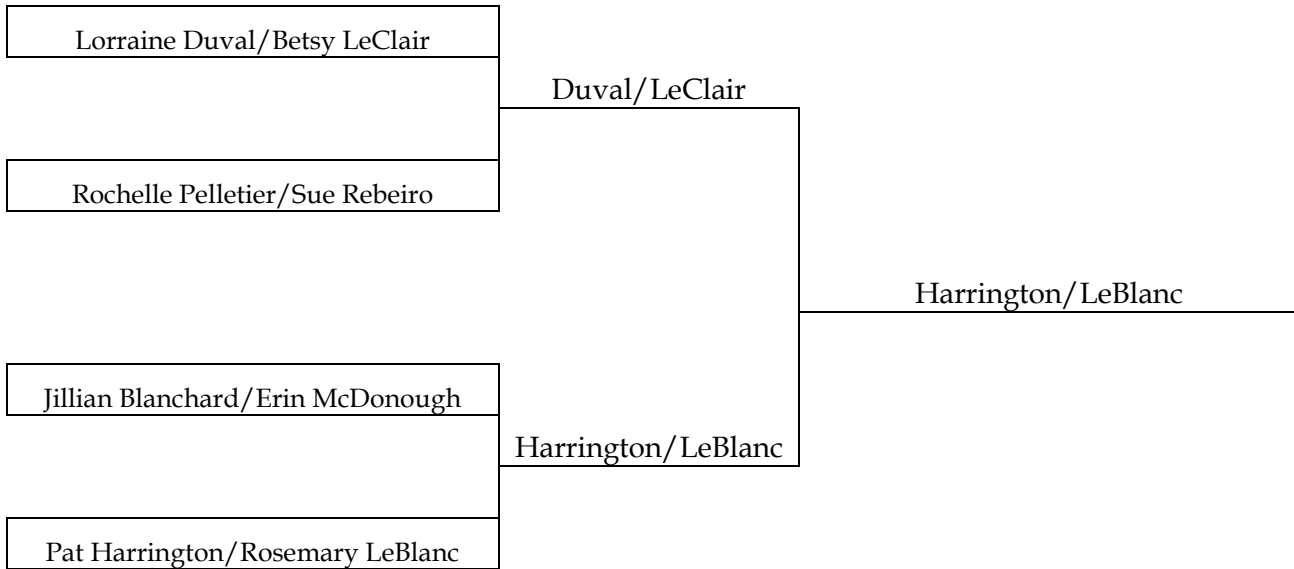 Lorraine Duval/Betsy LeClair
Duval/LeClair
Rochelle Pelletier/Sue Rebeiro
Harrington/LeBlanc
Jillian Blanchard/Erin McDonough
Harrington/LeBlanc
Pat Harrington/Rosemary LeBlanc